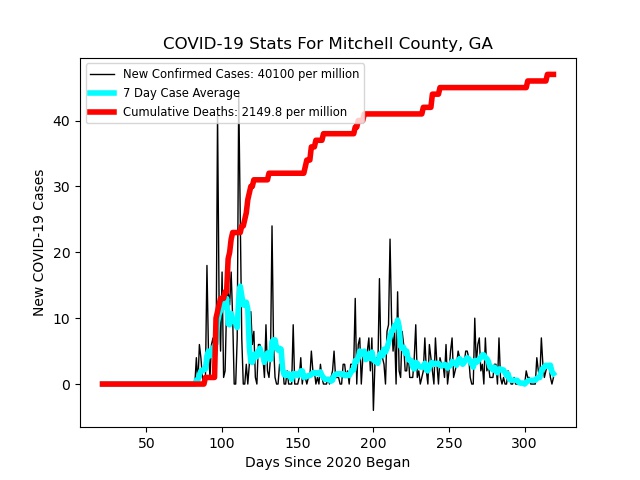 COVID-19 Stats For Mitchell County, GA
New Confirmed Cases: 40100 per million
7 Day Case Average
Cumulative Deaths: 2149.8 per million
New COVID-19 Cases
40
30
20
10
0
50 100 150 200 250 300
Days Since 2020 Began